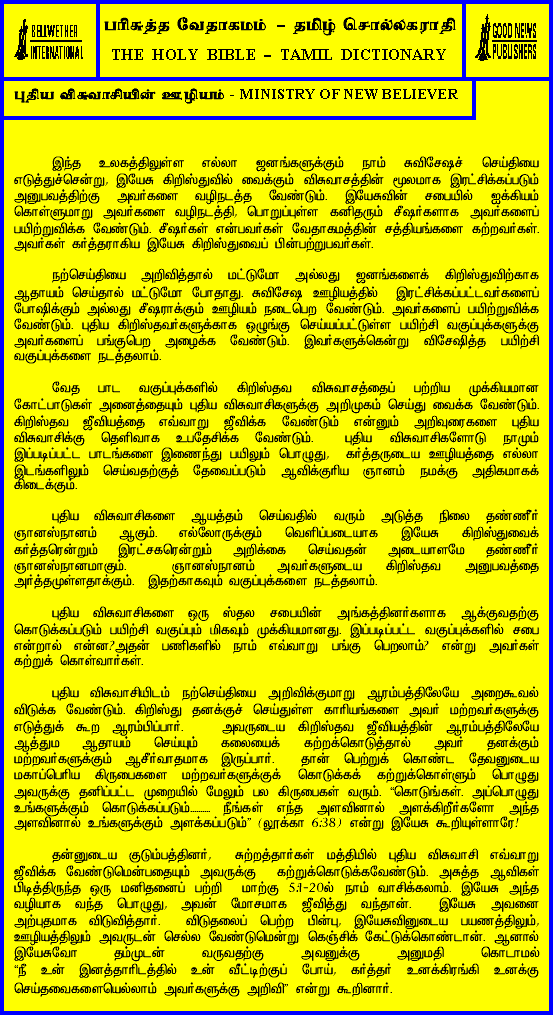 BELLWETHER
INTERNATIONAL
பரிசுத்த வேதாகமம் – தமிழ் சொல்லகராதி
THE HOLY BIBLE – TAMIL DICTIONARY
GOOD NEWS
PUBLISHERS
புதிய விசுவாசியின் ஊழியம் - MINISTRY OF NEW BELIEVER
இந்த உலகத்திலுள்ள எல்லா ஜனங்களுக்கும் நாம் சுவிசேஷச் செய்தியை
எடுத்துச்சென்று, இயேசு கிறிஸ்துவில் வைக்கும் விசுவாசத்தின் மூலமாக இரட்சிக்கப்படும்
அனுபவத்திற்கு அவர்களை வழிநடத்த வேண்டும். இயேசுவின் சபையில் ஐக்கியம்
கொள்ளுமாறு அவர்களை வழிநடத்தி, பொறுப்புள்ள கனிதரும் சீஷர்களாக அவர்களைப்
பயிற்றுவிக்க வேண்டும். சீஷர்கள் என்பவர்கள் வேதாகமத்தின் சத்தியங்களை கற்றவர்கள்.
அவர்கள் கர்த்தராகிய இயேசு கிறிஸ்துவைப் பின்பற்றுபவர்கள்.
நற்செய்தியை அறிவித்தால் மட்டுமோ அல்லது ஜனங்களைக் கிறிஸ்துவிற்காக
ஆதாயம் செய்தால் மட்டுமோ போதாது. சுவிசேஷ ஊழியத்தில் இரட்சிக்கப்பட்டவர்களைப்
போஷிக்கும் அல்லது சீஷராக்கும் ஊழியம் நடைபெற வேண்டும். அவர்களைப் பயிற்றுவிக்க
வேண்டும். புதிய கிறிஸ்தவர்களுக்காக ஒழுங்கு செய்யப்பட்டுள்ள பயிற்சி வகுப்புக்களுக்கு
அவர்களைப் பங்குபெற அழைக்க வேண்டும். இவர்களுக்கென்று விசேஷித்த பயிற்சி
வகுப்புக்களை நடத்தலாம்.
வேத பாட வகுப்புக்களில் கிறிஸ்தவ விசுவாசத்தைப் பற்றிய முக்கியமான
கோட்பாடுகள் அனைத்தையும் புதிய விசுவாசிகளுக்கு அறிமுகம் செய்து வைக்க வேண்டும்.
கிறிஸ்தவ ஜீவியத்தை எவ்வாறு ஜீவிக்க வேண்டும் என்னும் அறிவுரைகளை புதிய
விசுவாசிக்கு தெளிவாக உபதேசிக்க வேண்டும். புதிய விசுவாசிகளோடு நாமும்
இப்படிப்பட்ட பாடங்களை இணைந்து பயிலும் பொழுது, கர்த்தருடைய ஊழியத்தை எல்லா
இடங்களிலும் செய்வதற்குத் தேவைப்படும் ஆவிக்குரிய ஞானம் நமக்கு அதிகமாகக்
கிடைக்கும்.
புதிய விசுவாசிகளை ஆயத்தம் செய்வதில் வரும் அடுத்த நிலை தண்ணீர்
ஞானஸ்நானம் ஆகும். எல்லோருக்கும் வெளிப்படையாக இயேசு கிறிஸ்துவைக்
கர்த்தரென்றும் இரட்சகரென்றும் அறிக்கை செய்வதன் அடையாளமே தண்ணீர்
ஞானஸ்நானமாகும். ஞானஸ்நானம் அவர்களுடைய கிறிஸ்தவ அனுபவத்தை
அர்த்தமுள்ளதாக்கும். இதற்காகவும் வகுப்புக்களை நடத்தலாம்.
புதிய விசுவாசிகளை ஒரு ஸ்தல சபையின் அங்கத்தினர்களாக ஆக்குவதற்கு
கொடுக்கப்படும் பயிற்சி வகுப்பும் மிகவும் முக்கியமானது. இப்படிப்பட்ட வகுப்புக்களில் சபை
என்றால் என்ன?அதன் பணிகளில் நாம் எவ்வாறு பங்கு பெறலாம்? என்று அவர்கள்
கற்றுக் கொள்வார்கள்.
புதிய விசுவாசியிடம் நற்செய்தியை அறிவிக்குமாறு ஆரம்பத்திலேயே அறைகூவல்
விடுக்க வேண்டும். கிறிஸ்து தனக்குச் செய்துள்ள காரியங்களை அவர் மற்றவர்களுக்கு
எடுத்துக் கூற ஆரம்பிப்பார். அவருடைய கிறிஸ்தவ ஜீவியத்தின் ஆரம்பத்திலேயே
ஆத்தும ஆதாயம் செய்யும் கலையைக் கற்றுக்கொடுத்தால் அவர் தனக்கும்
மற்றவர்களுக்கும் ஆசீர்வாதமாக இருப்பார். தான் பெற்றுக் கொண்ட தேவனுடைய
மகாப்பெரிய கிருபைகளை மற்றவர்களுக்குக் கொடுக்கக் கற்றுக்கொள்ளும் பொழுது
அவருக்கு தனிப்பட்ட முறையில் மேலும் பல கிருபைகள் வரும். “கொடுங்கள். அப்பொழுது
உங்களுக்கும் கொடுக்கப்படும்........ நீங்கள் எந்த அளவினால் அளக்கிறீர்களோ அந்த
அளவினால் உங்களுக்கும் அளக்கப்படும்” (லூக்கா 6:38) என்று இயேசு கூறியுள்ளாரே!
தன்னுடைய குடும்பத்தினர், சுற்றத்தார்கள் மத்தியில் புதிய விசுவாசி எவ்வாறு
ஜீவிக்க வேண்டுமென்பதையும் அவருக்கு கற்றுக்கொடுக்கவேண்டும். அசுத்த ஆவிகள்
பிடித்திருந்த ஒரு மனிதனைப் பற்றி மாற்கு 5:1-20ல் நாம் வாசிக்கலாம். இயேசு அந்த
வழியாக வந்த பொழுது, அவன் மோசமாக ஜீவித்து வந்தான். இயேசு அவனை
அற்புதமாக விடுவித்தார். விடுதலைப் பெற்ற பின்பு, இயேசுவினுடைய பயணத்திலும்,
ஊழியத்திலும் அவருடன் செல்ல வேண்டுமென்று கெஞ்சிக் கேட்டுக்கொண்டான். ஆனால்
இயேசுவோ தம்முடன் வருவதற்கு அவனுக்கு அனுமதி கொடாமல்
“நீ உன் இனத்தாரிடத்தில் உன் வீட்டிற்குப் போய், கர்த்தர் உனக்கிரங்கி உனக்கு
செய்தவைகளையெல்லாம் அவர்களுக்கு அறிவி” என்று கூறினார்.